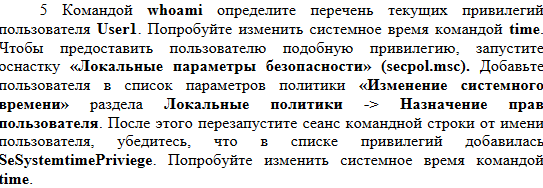 5 Командой whoami определите перечень текущих привилегий
пользователя User1. Попробуйте изменить системное время командой time.
Чтобы предоставить пользователю подобную привилегию, запустите
оснастку «Локальные параметры безопасности» (secpol.msc). Добавьте
пользователя в список параметров политики «Изменение системного
времени» раздела Локальные политики -> Назначение прав
пользователя. После этого перезапустите сеанс командной строки от имени
пользователя, убедитесь, что в списке привилегий добавилась
SeSystemtimePriviege. Попробуйте изменить системное время командой
time.